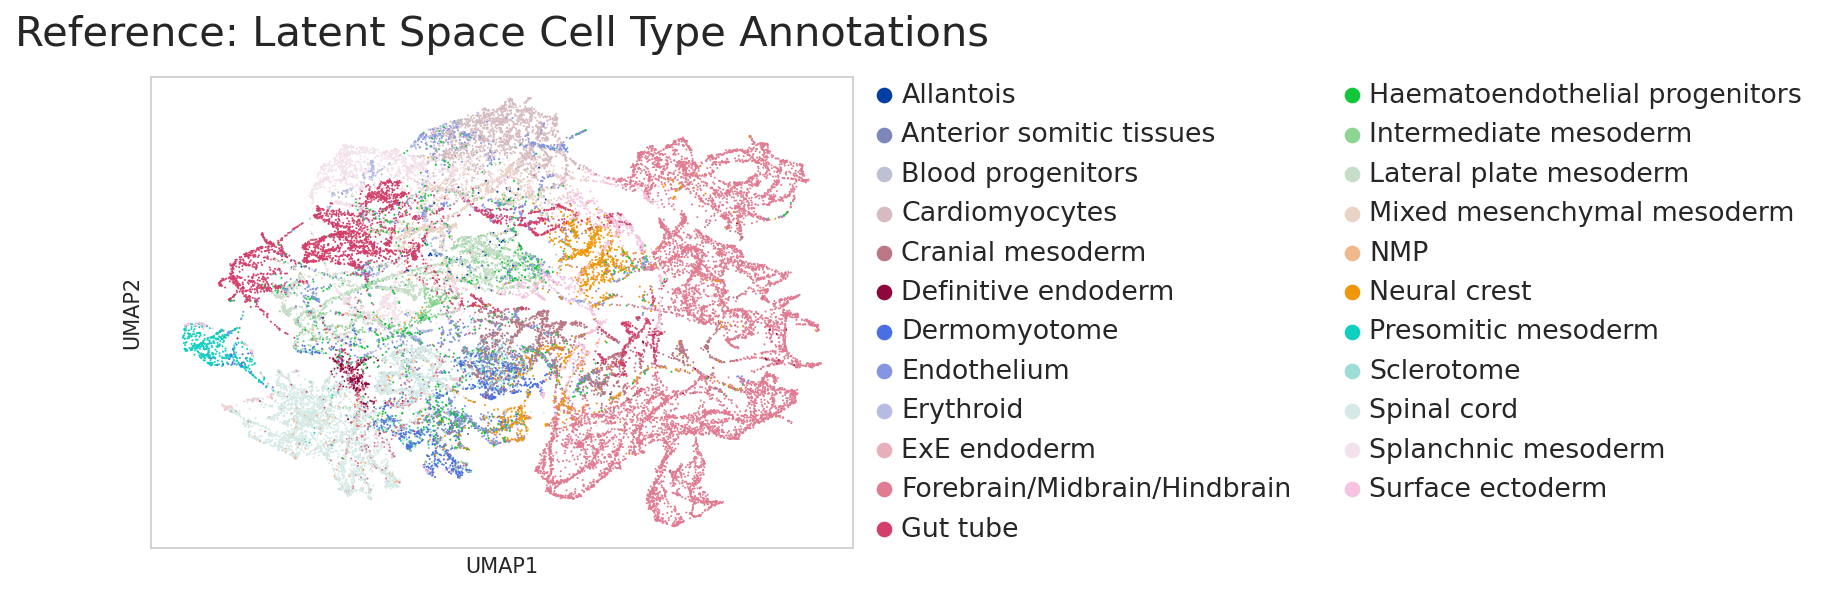 Reference: Latent Space Cell Type Annotations
UMAP2
UMAP1
Allantois
Anterior somitic tissues
Blood progenitors
Cardiomyocytes
Cranial mesoderm
Definitive endoderm
Dermomyotome
Endothelium
Erythroid
ExE endoderm
Forebrain/Midbrain/Hindbrain
Gut tube
Haematoendothelial progenitors
Intermediate mesoderm
Lateral plate mesoderm
Mixed mesenchymal mesoderm
NMP
Neural crest
Presomitic mesoderm
Sclerotome
Spinal cord
Splanchnic mesoderm
Surface ectoderm